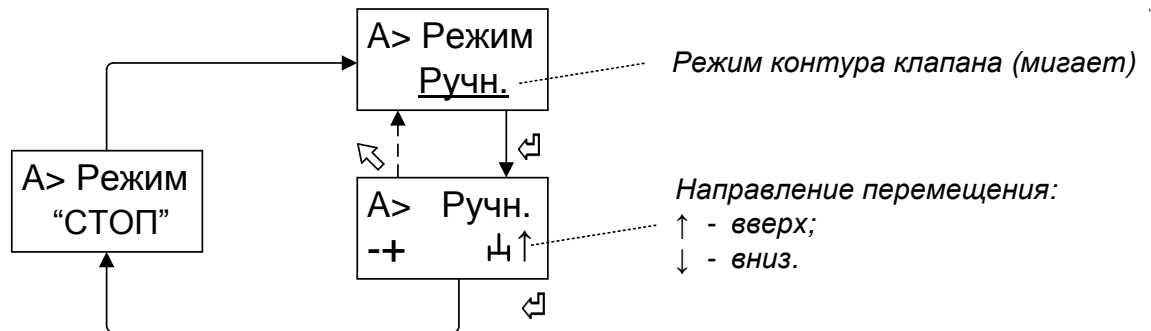 А> Режим
Ручн.
Режим контура клапана (мигает)
А> Режим
“СТОП”
А> Ручн.
-+ ↑
Направление перемещения:
↑ - вверх;
↓ - вниз.